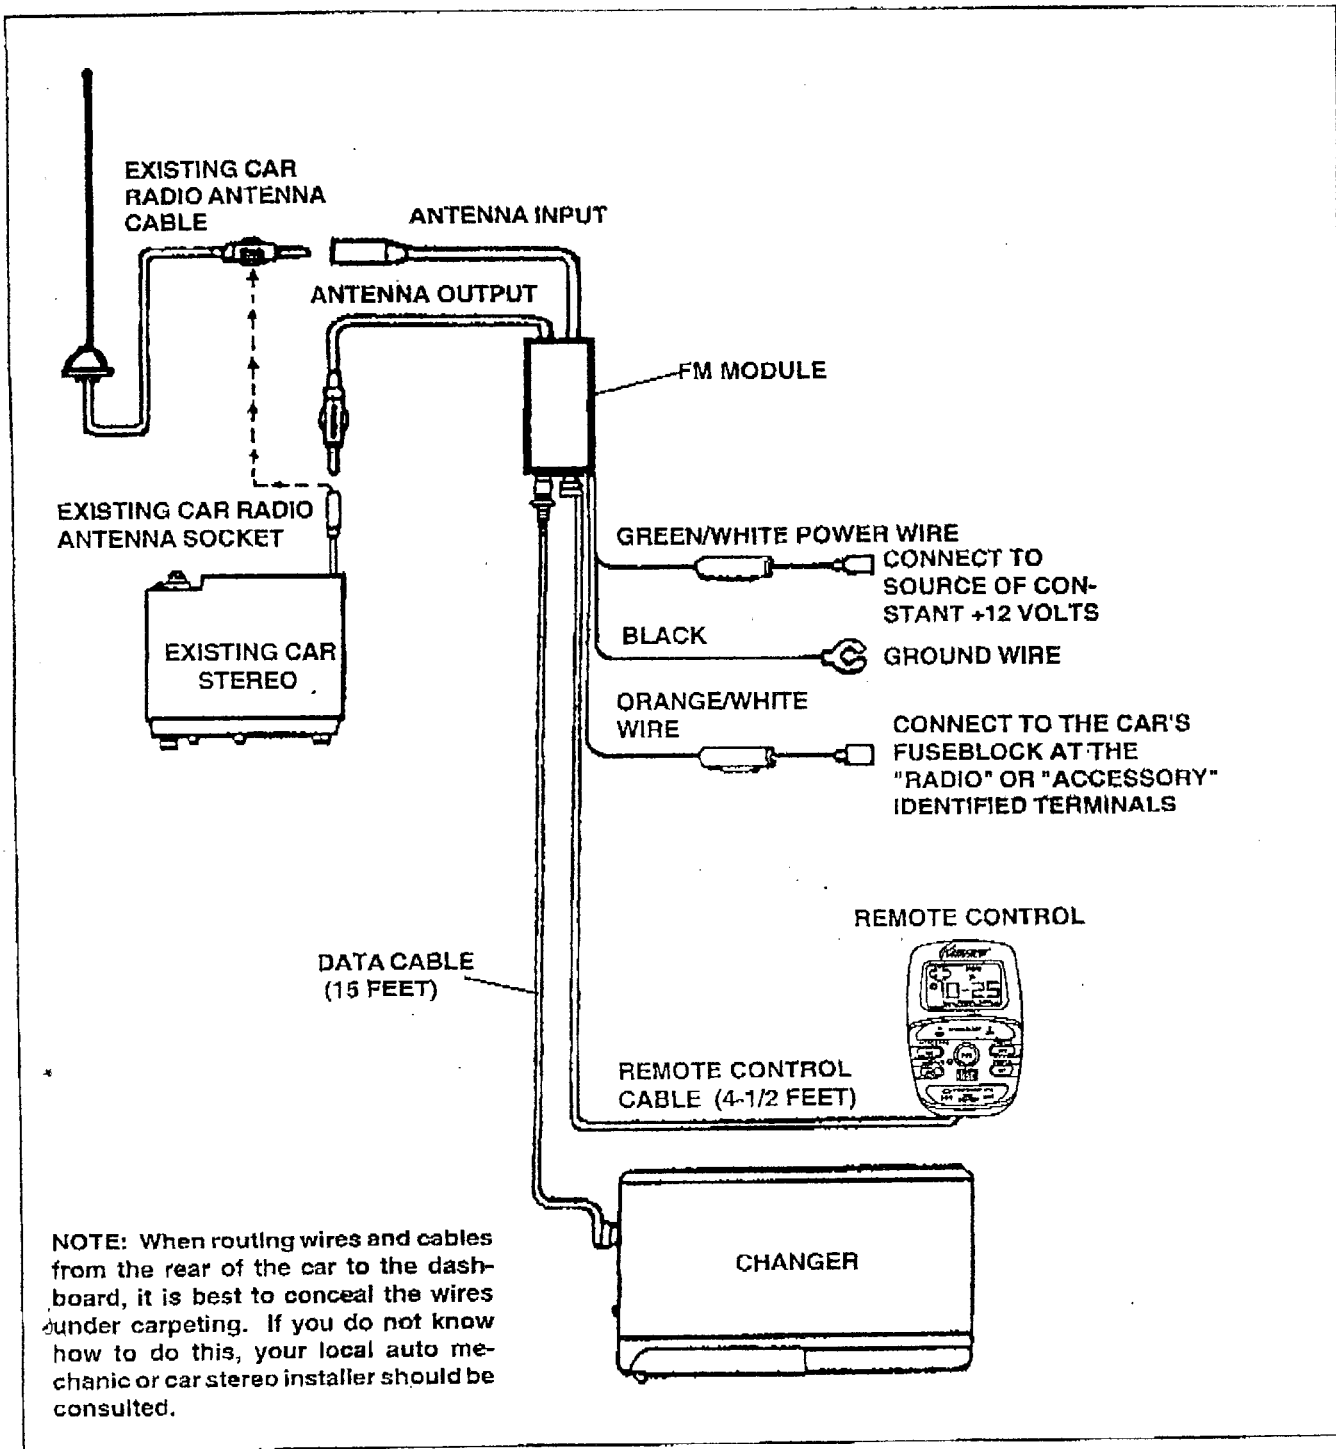 EXISTING CAR
RADIO ANTENNA
CABLE
ANTENNA INPUT
ANTENNA OUTPUT
FM MODULE
EXISTING CAR RADIO
ANTENNA SOCKET
EXISTING CAR
STEREO
GREEN/WHITE POWER WIRE
CONNECT TO
SOURCE OF CON-
STANT +12 VOLTS
BLACK
GROUND WIRE
ORANGE/WHITE
WIRE
CONNECT TO THE CAR'S
FUSEBLOCK AT THE
"RADIO" OR "ACCESSORY"
IDENTIFIED TERMINALS
REMOTE CONTROL
DATA CABLE
(15 FEET)
REMOTE CONTROL
CABLE (4-1/2 FEET)
CHANGER
NOTE: When routing wires and cables
from the rear of the car to the dash-
board, it is best to conceal the wires
under carpeting. If you do not know
how to do this, your local auto me-
chanic or car stereo installer should be
consulted.